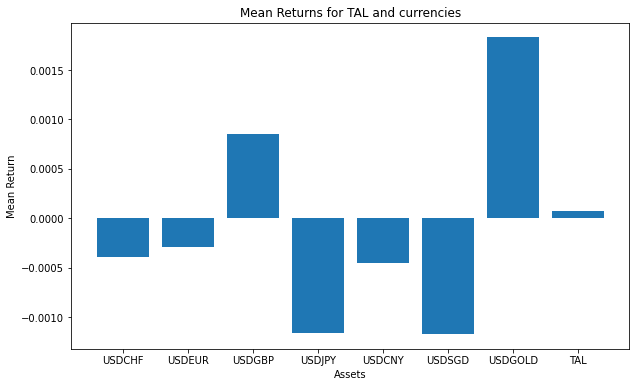 Mean Returns for TAL and currencies
Mean Return
0.0015
0.0010
0.0005
0.0000
−0.0005
−0.0010
USDCHF USDEUR USDGBP USDJPY USDCNY USDSGD USDGOLD TAL
Assets